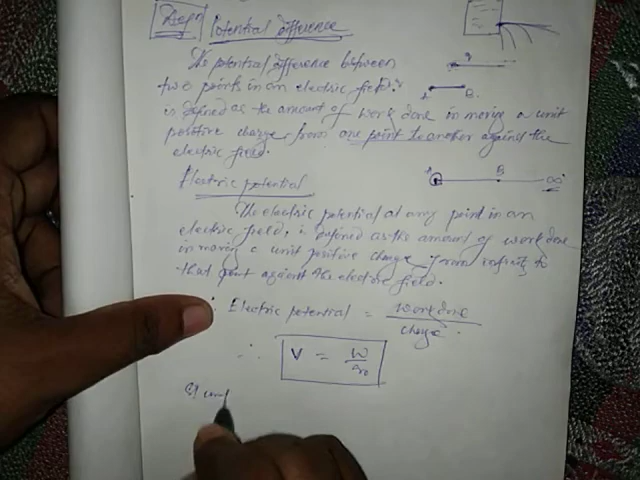 Defn Potential difference
The potential difference between
two points in an electric field
is defined as the amount of work done in moving a unit
positive charge from one point to another against the
electric field.
A B
Electric potential
A B ∞
The electric potential at any point in an
electric field, is defined as the amount of work done
in moving a unit positive charge from infinity to
that point against the electric field.
∴ Electric potential = work done / charge.
∴ V = W / q₀